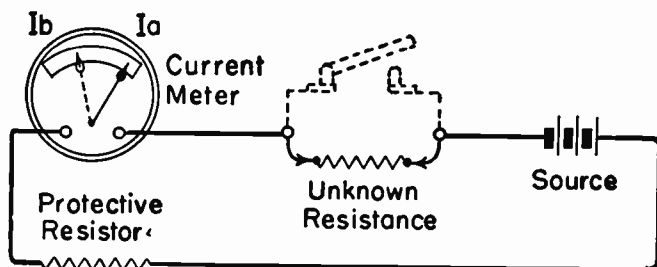 Ib Ia
Current
Meter
Unknown
Resistance
Source
Protective
Resistor